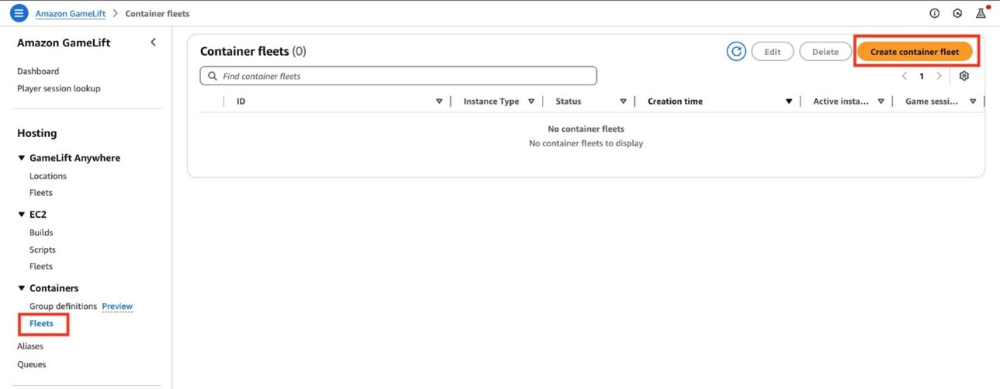 Amazon GameLift > Container fleets
Amazon GameLift
Dashboard
Player session lookup
Hosting
GameLift Anywhere
Locations
Fleets
EC2
Builds
Scripts
Fleets
Containers
Group definitions Preview
Fleets
Aliases
Queues
Container fleets (0)
Edit
Delete
Create container fleet
Find container fleets
1
ID Instance Type Status Creation time Active insta... Game sessi...
No container fleets
No container fleets to display